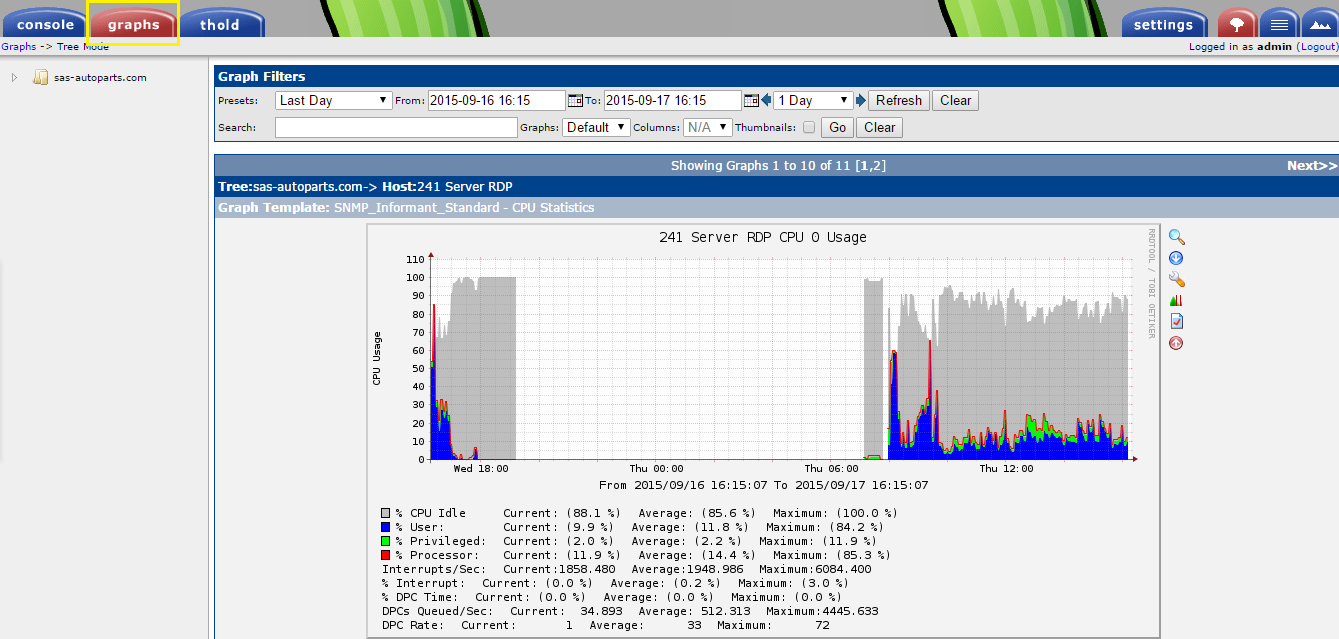 console graphs thold settings
Graphs -> Tree Mode Logged in as admin (Logout)
sas-autoparts.com
Graph Filters
Presets: Last Day From: 2015-09-16 16:15 To: 2015-09-17 16:15 1 Day Refresh Clear
Search: Graphs: Default Columns: N/A Thumbnails: Go Clear
Showing Graphs 1 to 10 of 11 [1,2] Next>>
Tree:sas-autoparts.com-> Host:241 Server RDP
Graph Template: SNMP_Informant_Standard - CPU Statistics
241 Server RDP CPU 0 Usage
RRDTOOL / TOBI OETIKER
CPU Usage
110
100
90
80
70
60
50
40
30
20
10
0
Wed 18:00 Thu 00:00 Thu 06:00 Thu 12:00
From 2015/09/16 16:15:07 To 2015/09/17 16:15:07
% CPU Idle Current: (88.1 %) Average: (85.6 %) Maximum: (100.0 %)
% User: Current: (9.9 %) Average: (11.8 %) Maximum: (84.2 %)
% Privileged: Current: (2.0 %) Average: (2.2 %) Maximum: (11.9 %)
% Processor: Current: (11.9 %) Average: (14.4 %) Maximum: (85.3 %)
Interrupts/Sec: Current:1858.480 Average:1948.986 Maximum:6084.400
% Interrupt: Current: (0.0 %) Average: (0.2 %) Maximum: (3.0 %)
% DPC Time: Current: (0.0 %) Average: (0.0 %) Maximum: (0.0 %)
DPCs Queued/Sec: Current: 34.893 Average: 512.313 Maximum:4445.633
DPC Rate: Current: 1 Average: 33 Maximum: 72